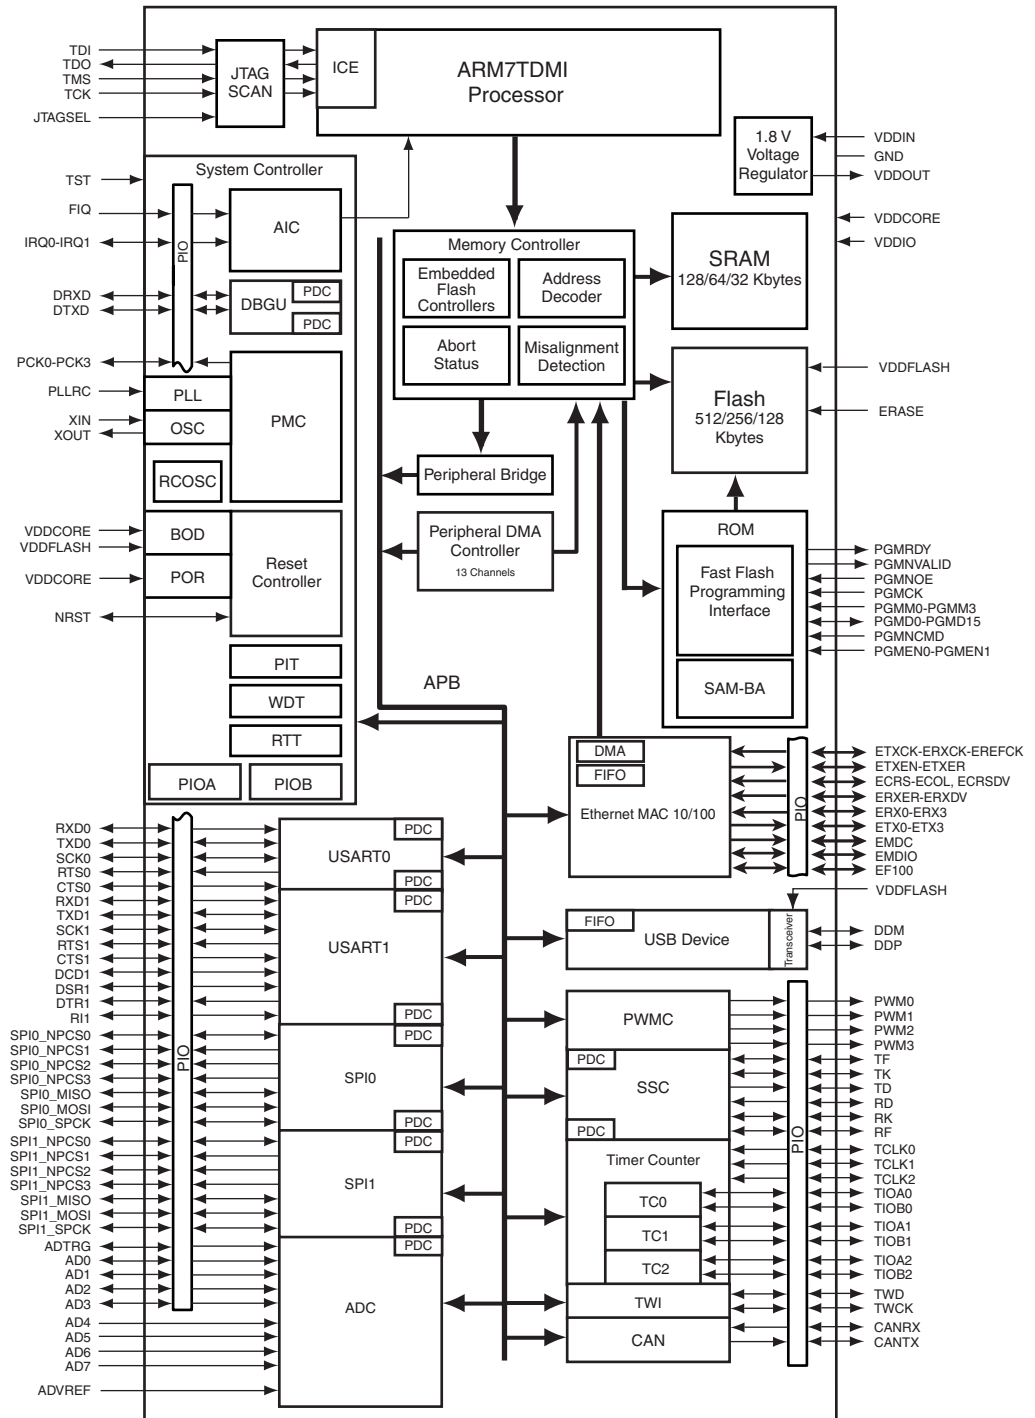 TDI
TDO
TMS
TCK
JTAGSEL
JTAG
SCAN
ICE
ARM7TDMI
Processor
1.8 V
Voltage
Regulator
VDDIN
GND
VDDOUT
VDDCORE
VDDIO
System Controller
TST
FIQ
IRQ0-IRQ1
PIO
AIC
DRXD
DTXD
DBGU
PDC
PDC
PCK0-PCK3
PLLRC
PLL
XIN
XOUT
OSC
RCOSC
PMC
VDDCORE
VDDFLASH
BOD
VDDCORE
POR
Reset
Controller
NRST
PIT
WDT
RTT
PIOA
PIOB
Memory Controller
Embedded
Flash
Controllers
Address
Decoder
Abort
Status
Misalignment
Detection
SRAM
128/64/32 Kbytes
Flash
512/256/128
Kbytes
VDDFLASH
ERASE
Peripheral Bridge
Peripheral DMA
Controller
13 Channels
ROM
Fast Flash
Programming
Interface
SAM-BA
PGMRDY
PGMNVALID
PGMNOE
PGMCK
PGMM0-PGMM3
PGMD0-PGMD15
PGMNCMD
PGMEN0-PGMEN1
APB
DMA
FIFO
Ethernet MAC 10/100
PIO
ETXCK-ERXCK-EREFCK
ETXEN-ETXER
ECRS-ECOL, ECRSDV
ERXER-ERXDV
ERX0-ERX3
ETX0-ETX3
EMDC
EMDIO
EF100
VDDFLASH
FIFO
USB Device
Transceiver
DDM
DDP
RXD0
TXD0
SCK0
RTS0
CTS0
RXD1
TXD1
SCK1
RTS1
CTS1
DCD1
DSR1
DTR1
RI1
SPI0_NPCS0
SPI0_NPCS1
SPI0_NPCS2
SPI0_NPCS3
SPI0_MISO
SPI0_MOSI
SPI0_SPCK
SPI1_NPCS0
SPI1_NPCS1
SPI1_NPCS2
SPI1_NPCS3
SPI1_MISO
SPI1_MOSI
SPI1_SPCK
ADTRG
AD0
AD1
AD2
AD3
AD4
AD5
AD6
AD7
ADVREF
PIO
PDC
USART0
PDC
PDC
USART1
PDC
PDC
SPI0
PDC
PDC
SPI1
PDC
PDC
ADC
PWMC
PDC
SSC
PDC
Timer Counter
TC0
TC1
TC2
TWI
CAN
PIO
PWM0
PWM1
PWM2
PWM3
TF
TK
TD
RD
RK
RF
TCLK0
TCLK1
TCLK2
TIOA0
TIOB0
TIOA1
TIOB1
TIOA2
TIOB2
TWD
TWCK
CANRX
CANTX